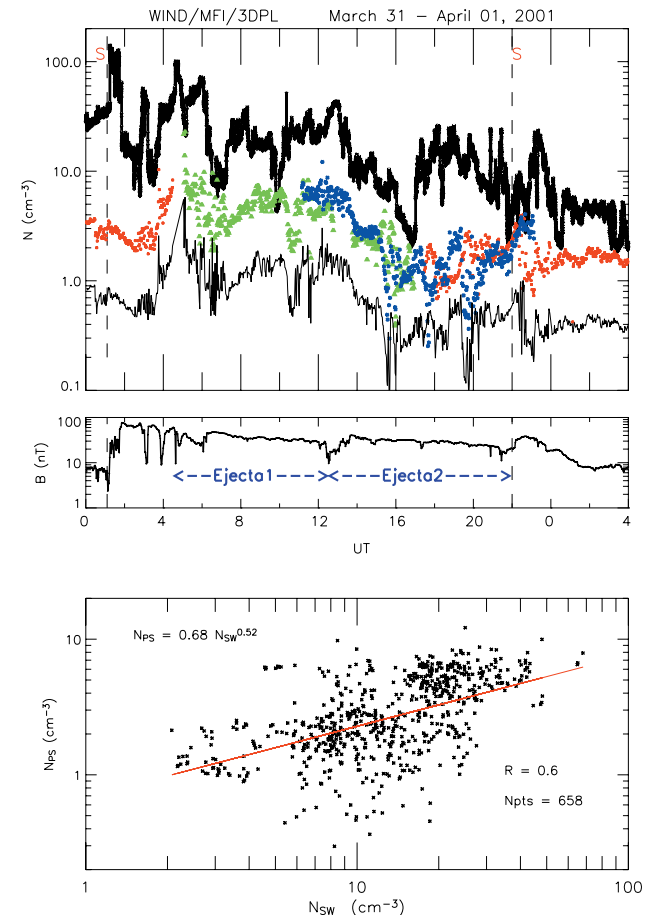 WIND/MFI/3DPL March 31 – April 01, 2001
S S
100.0
10.0
1.0
0.1
N (cm⁻³)
100
10
1
B (nT)
<--Ejecta1---><---Ejecta2--->
0 4 8 12 16 20 0 4
UT
N_PS = 0.68 N_SW^0.52
10
1
N_PS (cm⁻³)
R = 0.6
Npts = 658
1 10 100
N_SW (cm⁻³)